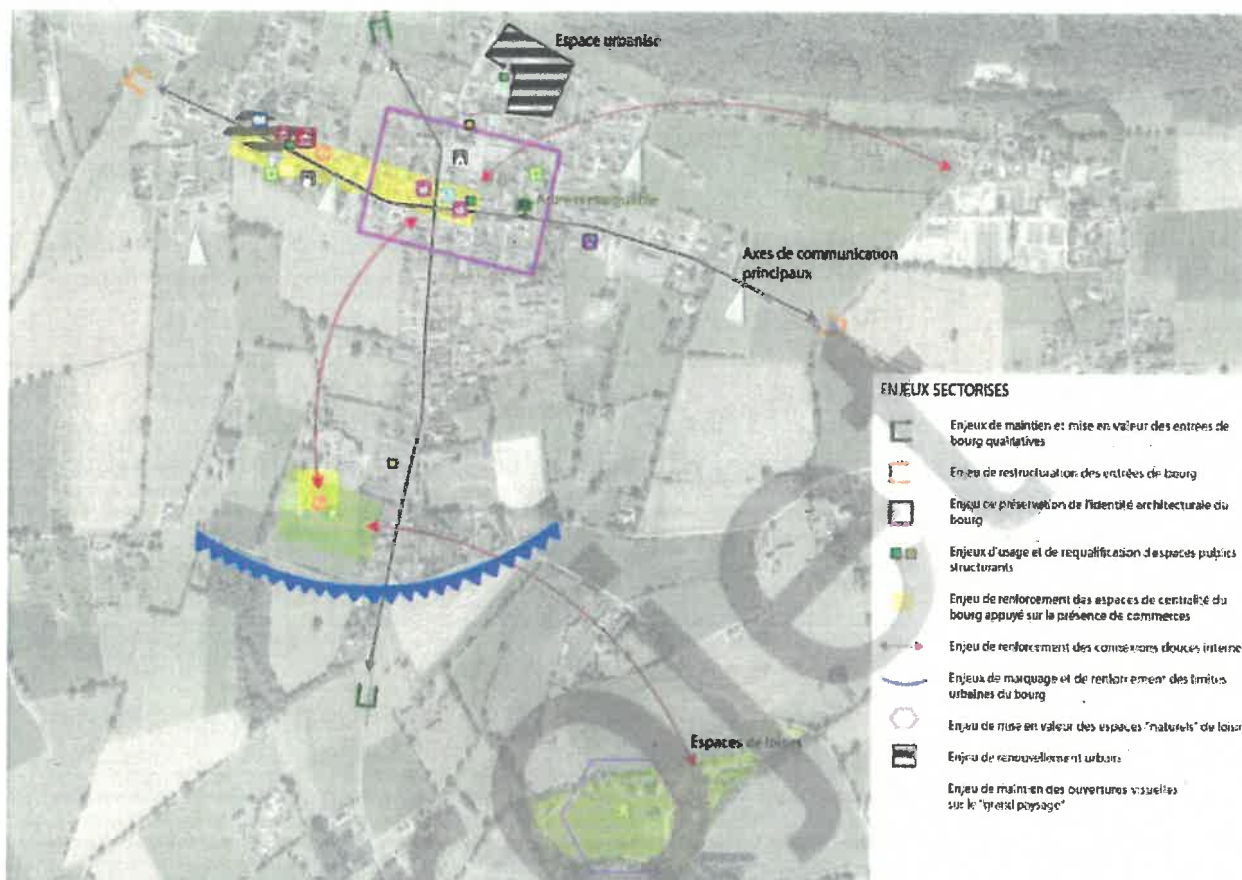 Espace urbanisé
Arbre remarquable
Axes de communication
principaux
Espaces de loisirs
ENJEUX SECTORISES
Enjeux de maintien et mise en valeur des entrées de
bourg qualitatives
Enjeu de restructuration des entrées de bourg
Enjeu de préservation de l'identité architecturale du
bourg
Enjeux d'usage et de requalification d'espaces publics
structurants
Enjeu de renforcement des espaces de centralité du
bourg appuyé sur la présence de commerces
Enjeu de renforcement des connexions douces interne
Enjeux de marquage et de renforcement des limites
urbaines du bourg
Enjeu de mise en valeur des espaces "naturels" de loisir
Enjeu de renouvellement urbain
Enjeu de maintien des ouvertures visuelles
sur le "grand paysage"
ojet